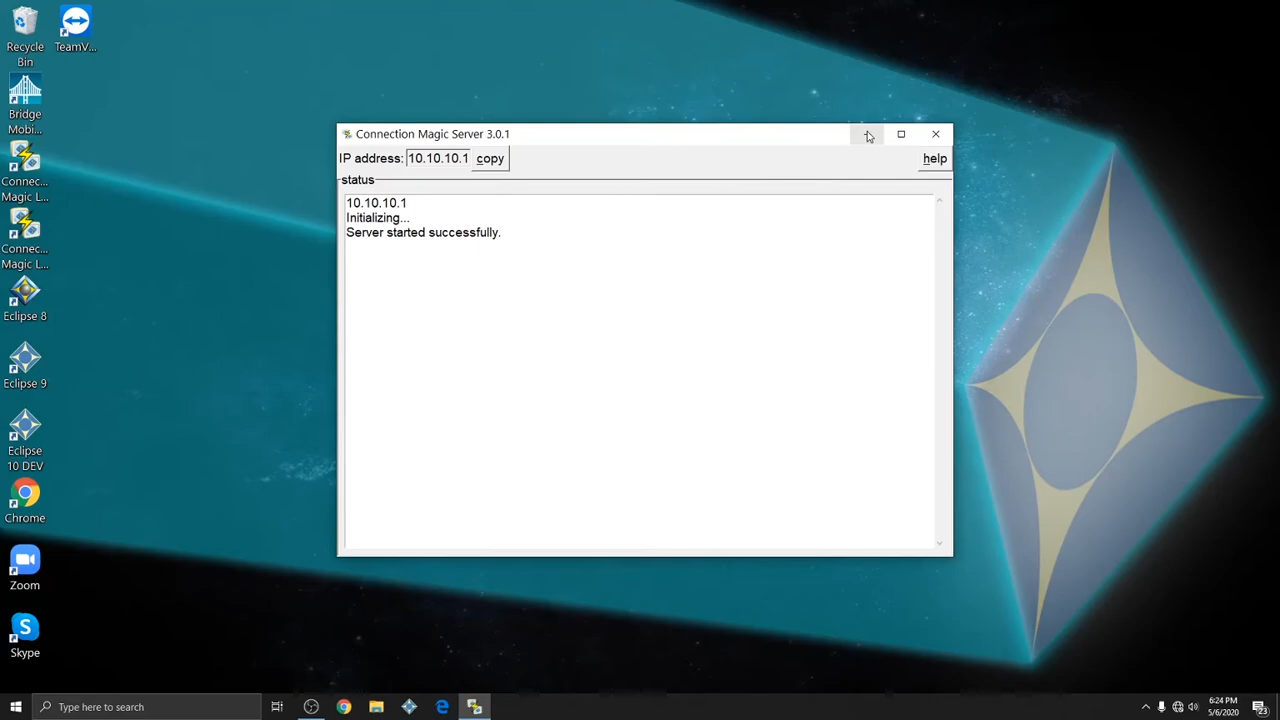 Recycle
Bin
TeamV...
Bridge
Mobi...
Connec...
Magic L...
Connec...
Magic L...
Eclipse 8
Eclipse 9
Eclipse
10 DEV
Chrome
Zoom
Skype
Connection Magic Server 3.0.1
IP address: 10.10.10.1 copy help
status
10.10.10.1
Initializing...
Server started successfully.
Type here to search
6:24 PM
5/6/2020
23